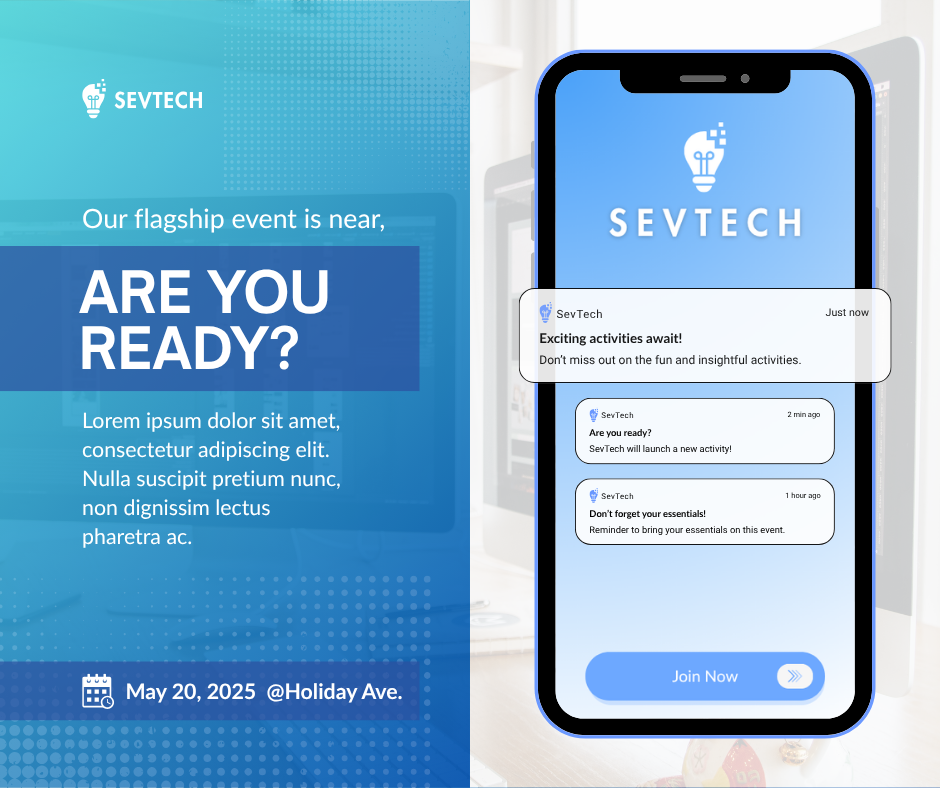 SEVTECH
Our flagship event is near,
ARE YOU
READY?
Lorem ipsum dolor sit amet,
consectetur adipiscing elit.
Nulla suscipit pretium nunc,
non dignissim lectus
pharetra ac.
May 20, 2025 @Holiday Ave.
SEVTECH
SevTech Just now
Exciting activities await!
Don't miss out on the fun and insightful activities.
SevTech 2 min ago
Are you ready?
SevTech will launch a new activity!
SevTech 1 hour ago
Don't forget your essentials!
Reminder to bring your essentials on this event.
Join Now